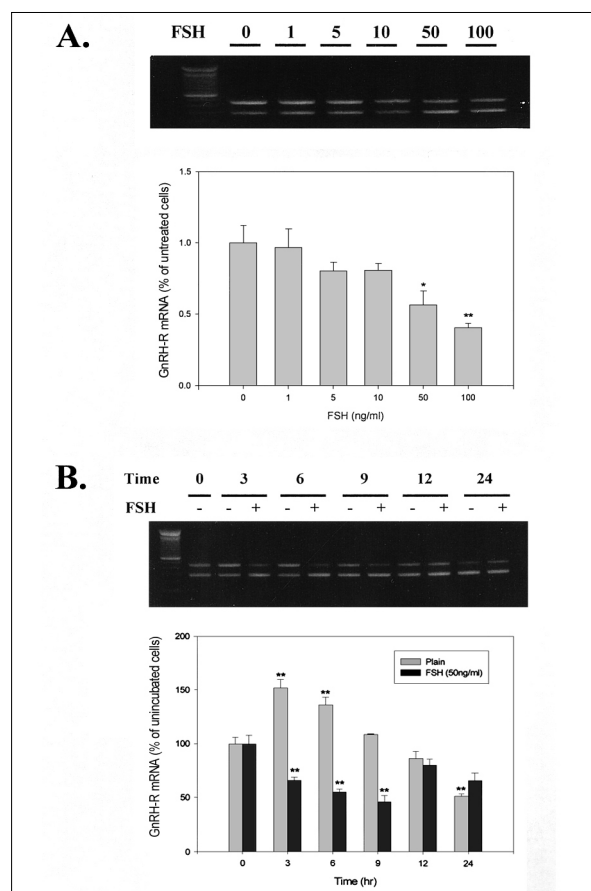 A.
FSH 0 1 5 10 50 100
GnRH-R mRNA (% of untreated cells)
1.5
1.0
0.5
0.0
*
**
0 1 5 10 50 100
FSH (ng/ml)
B.
Time 0 3 6 9 12 24
FSH - - + - + - + - + - +
GnRH-R mRNA (% of unincubated cells)
200
150
100
50
0
Plain
FSH (50ng/ml)
** ** ** ** ** **
0 3 6 9 12 24
Time (hr)